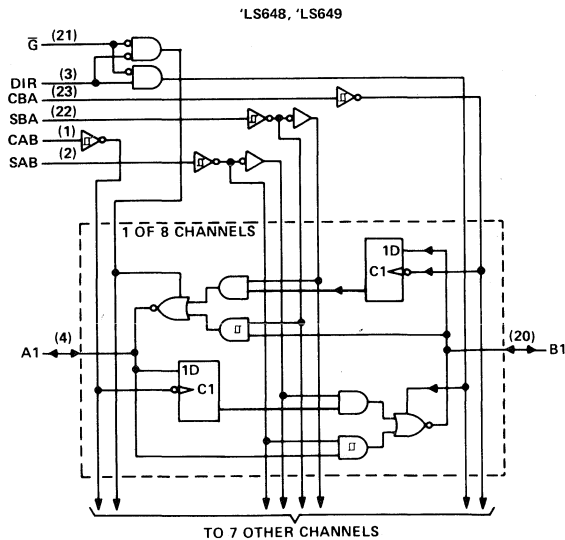 'LS648, 'LS649
G̅ (21)
DIR (3)
CBA (23)
SBA (22)
CAB (1)
SAB (2)
1 OF 8 CHANNELS
1D
C1
A1 (4)
(20) B1
1D
C1
TO 7 OTHER CHANNELS